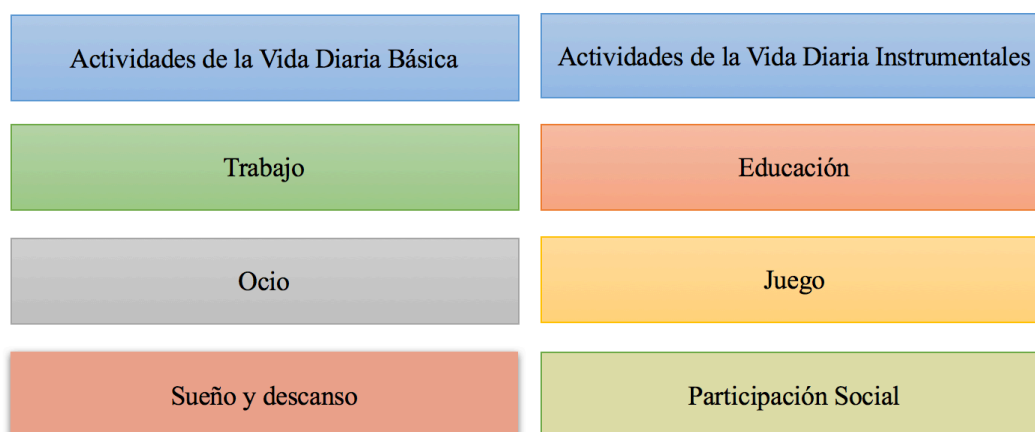 Actividades de la Vida Diaria Básica
Actividades de la Vida Diaria Instrumentales
Trabajo
Educación
Ocio
Juego
Sueño y descanso
Participación Social